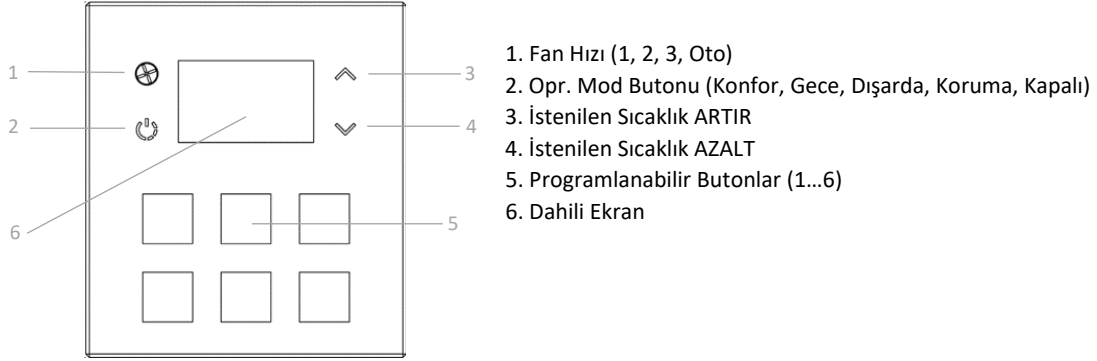 1
2
3
4
5
6
1. Fan Hızı (1, 2, 3, Oto)
2. Opr. Mod Butonu (Konfor, Gece, Dışarda, Koruma, Kapalı)
3. İstenilen Sıcaklık ARTIR
4. İstenilen Sıcaklık AZALT
5. Programlanabilir Butonlar (1...6)
6. Dahili Ekran